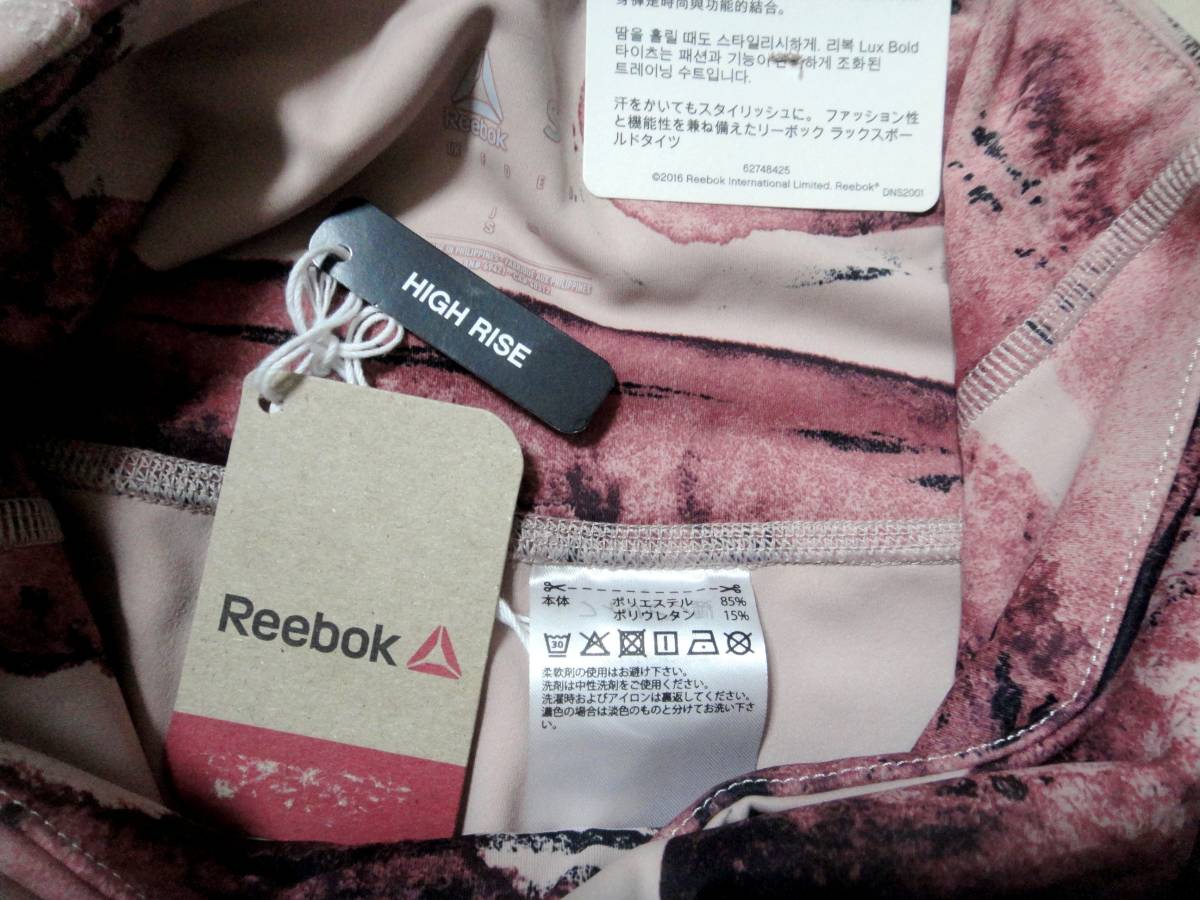 身褲是時尚與功能的結合。
땀을 흘릴 때도 스타일리시하게. 리복 Lux Bold
타이츠는 패션과 기능이 하게 조화된
트레이닝 수트입니다.
汗をかいてもスタイリッシュに。 ファッション性
と機能性を兼ね備えたリーボック ラックスボー
ルドタイツ
62748425
©2016 Reebok International Limited. Reebok® DNS2001
Reebok
S
HIGH RISE
Reebok
本体 ポリエステル 85%
ポリウレタン 15%
30
柔軟剤の使用はお避け下さい。
洗剤は中性洗剤をご使用ください。
洗濯時およびアイロンは裏返してください。
濃色の場合は淡色のものと分けてお洗い下さ
い。